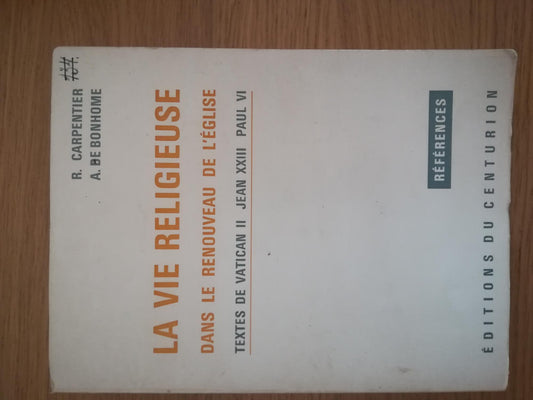 R. CARPENTIER
A. DE BONHOME
LA VIE RELIGIEUSE
DANS LE RENOUVEAU DE L'ÉGLISE
TEXTES DE VATICAN II JEAN XXIII PAUL VI
RÉFÉRENCES
ÉDITIONS DU CENTURION